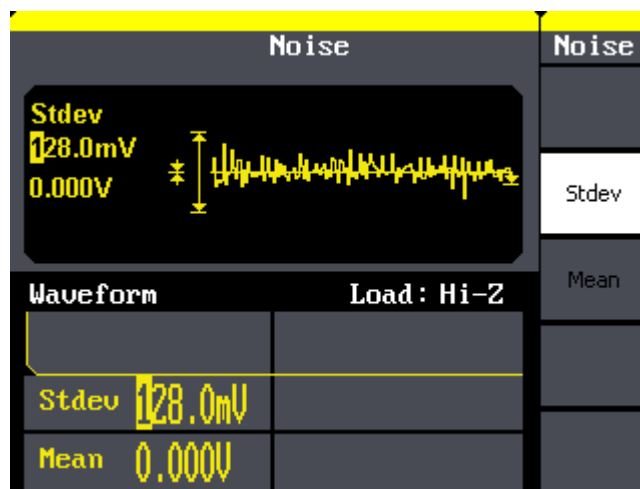 Noise
Noise
Stdev
128.0mV
0.000V
Stdev
Mean
Waveform Load: Hi-Z
Stdev 128.0mV
Mean 0.000V